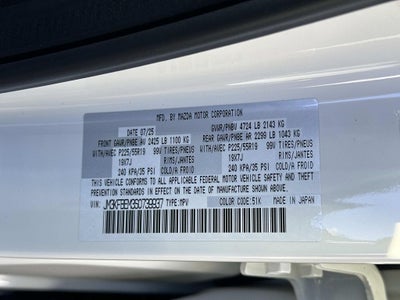 MFD. BY MAZDA MOTOR CORPORATION
DATE 07/25 GVWR/PNBV 4724 LB 2143 KG
FRONT GAWR/PNBE AV 2425 LB 1100 KG REAR GAWR/PNBE AR 2299 LB 1043 KG
WITH/AVEC P225/55R19 99V TIRES/PNEUS WITH/AVEC P225/55R19 99V TIRES/PNEUS
19X7J RIMS/JANTES 19X7J RIMS/JANTES
240 KPA/35 PSI COLD/A FROID 240 KPA/35 PSI COLD/A FROID
THIS VEHICLE CONFORMS TO ALL APPLICABLE FEDERAL MOTOR VEHICLE SAFETY
STANDARDS IN EFFECT ON THE DATE OF MANUFACTURE SHOWN ABOVE.
VIN: TYPE:MPV COLOR CODE:51K MADE IN JAPAN